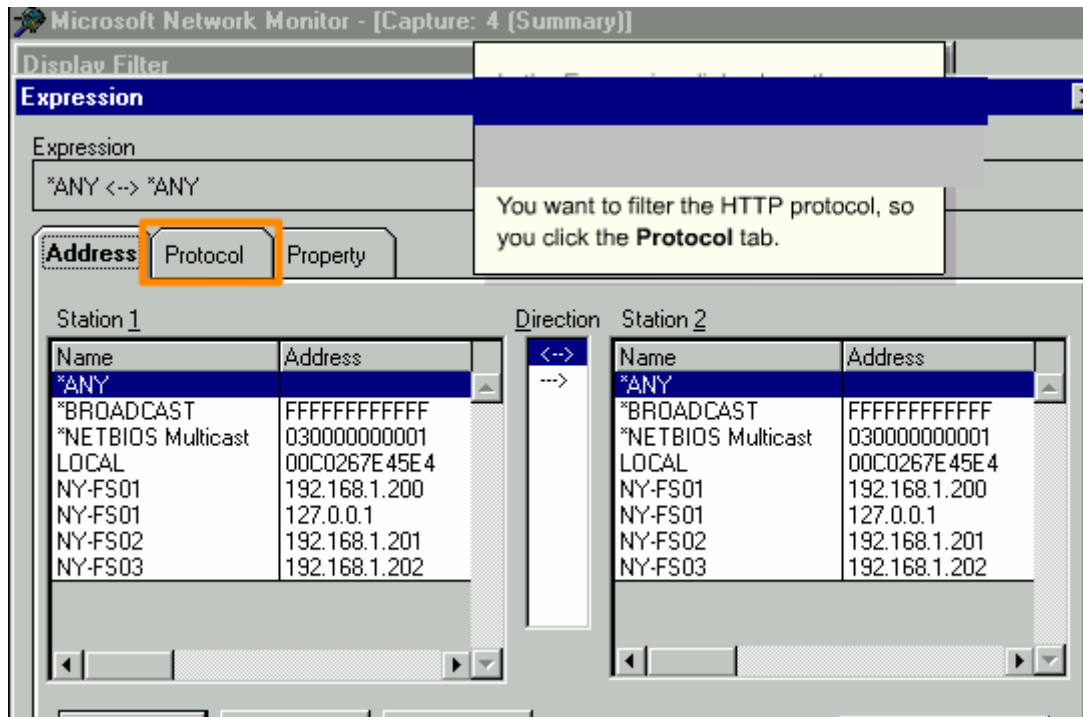 Microsoft Network Monitor - [Capture: 4 (Summary)]
Display Filter
Expression
Expression
*ANY <--> *ANY
You want to filter the HTTP protocol, so
you click the Protocol tab.
Address Protocol Property
Station 1 Direction Station 2
Name Address <--> Name Address
*ANY ---> *ANY
*BROADCAST FFFFFFFFFFFF *BROADCAST FFFFFFFFFFFF
*NETBIOS Multicast 030000000001 *NETBIOS Multicast 030000000001
LOCAL 00C0267E45E4 LOCAL 00C0267E45E4
NY-FS01 192.168.1.200 NY-FS01 192.168.1.200
NY-FS01 127.0.0.1 NY-FS01 127.0.0.1
NY-FS02 192.168.1.201 NY-FS02 192.168.1.201
NY-FS03 192.168.1.202 NY-FS03 192.168.1.202